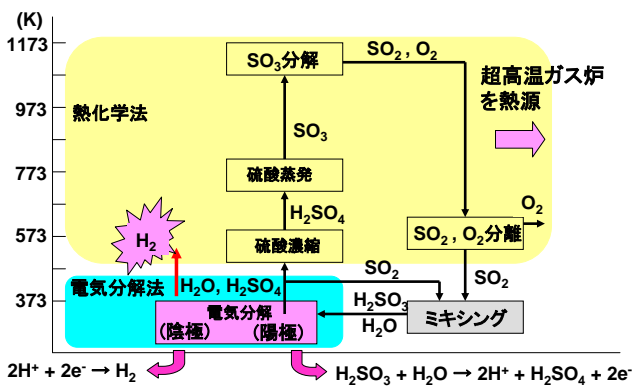 (K)
1173
973
773
573
373
熱化学法
SO₃分解
SO₂ , O₂
超高温ガス炉
を熱源
SO₃
硫酸蒸発
H₂SO₄
硫酸濃縮
H₂
SO₂ , O₂分離
O₂
SO₂
SO₂
電気分解法
H₂O, H₂SO₄
H₂SO₃
H₂O
ミキシング
電気分解
(陰極)
(陽極)
2H⁺ + 2e⁻ → H₂
H₂SO₃ + H₂O → 2H⁺ + H₂SO₄ + 2e⁻